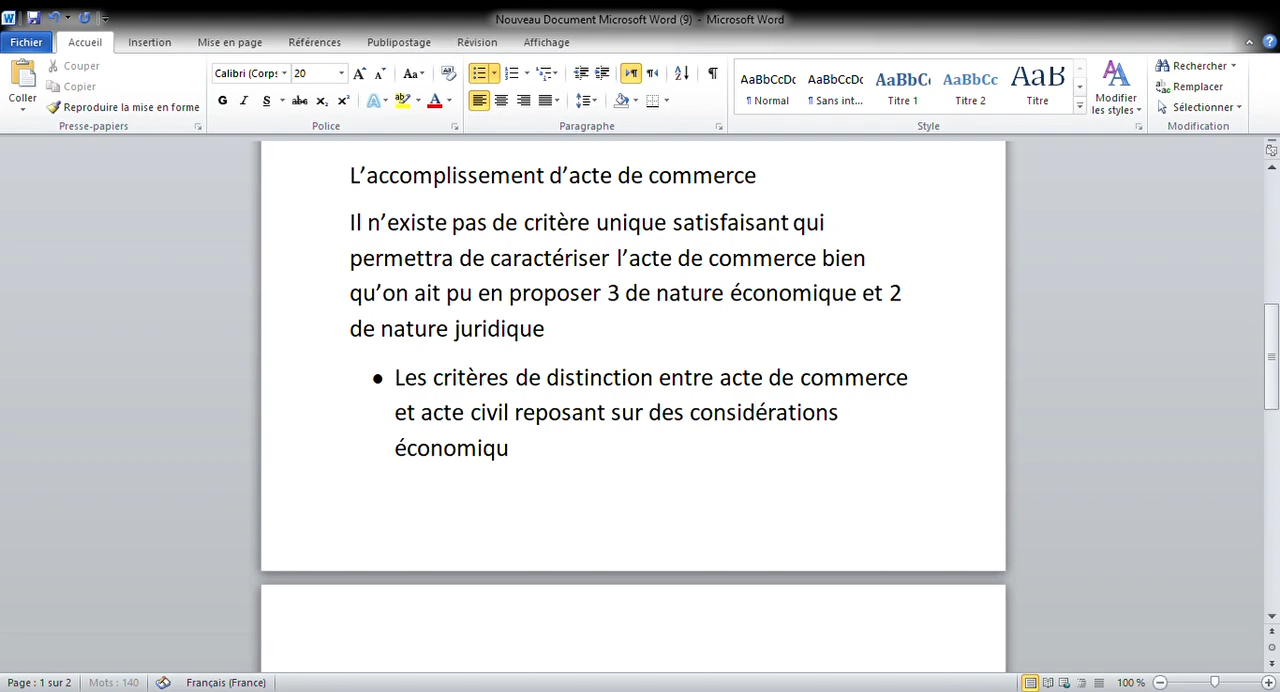 Nouveau Document Microsoft Word (9) - Microsoft Word
Fichier Accueil Insertion Mise en page Références Publipostage Révision Affichage
Coller
Couper
Copier
Reproduire la mise en forme
Presse-papiers
Calibri (Corps 20
G I S abc x₂ x²
Police
Paragraphe
AaBbCcDc AaBbCcDc AaBbC AaBbCc AaB
¶ Normal ¶ Sans int... Titre 1 Titre 2 Titre
Modifier
les styles
Style
Rechercher
Remplacer
Sélectionner
Modification
L’accomplissement d’acte de commerce
Il n’existe pas de critère unique satisfaisant qui
permettra de caractériser l’acte de commerce bien
qu’on ait pu en proposer 3 de nature économique et 2
de nature juridique
• Les critères de distinction entre acte de commerce
et acte civil reposant sur des considérations
économiqu
Page : 1 sur 2 Mots : 140 Français (France) 100 %